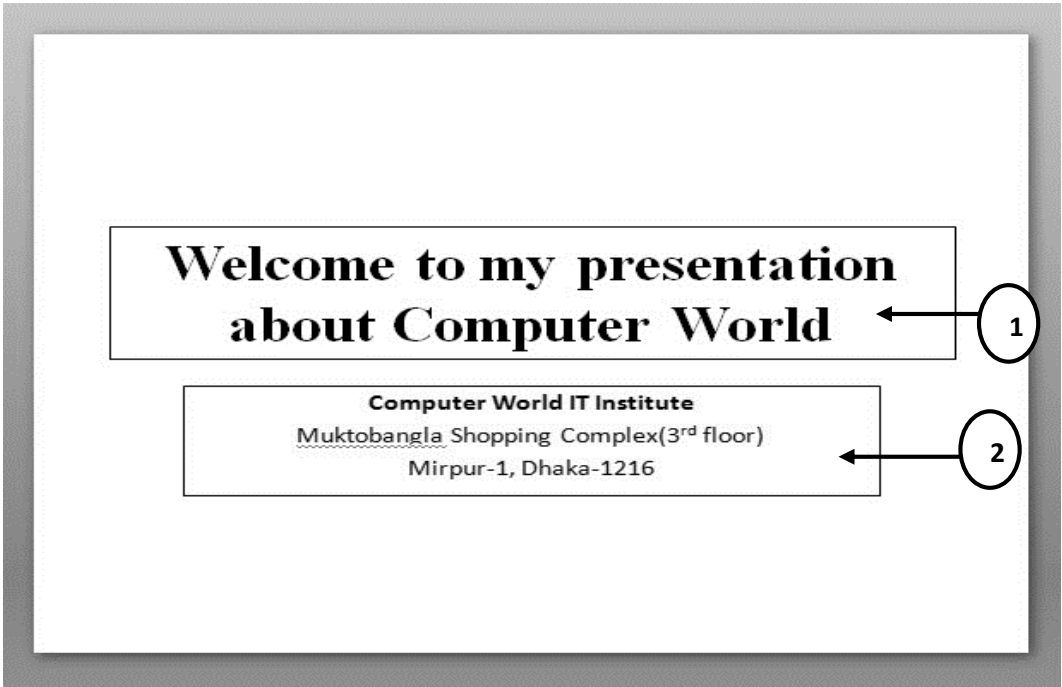 Welcome to my presentation
about Computer World
1
Computer World IT Institute
Muktobangla Shopping Complex(3rd floor)
Mirpur-1, Dhaka-1216
2